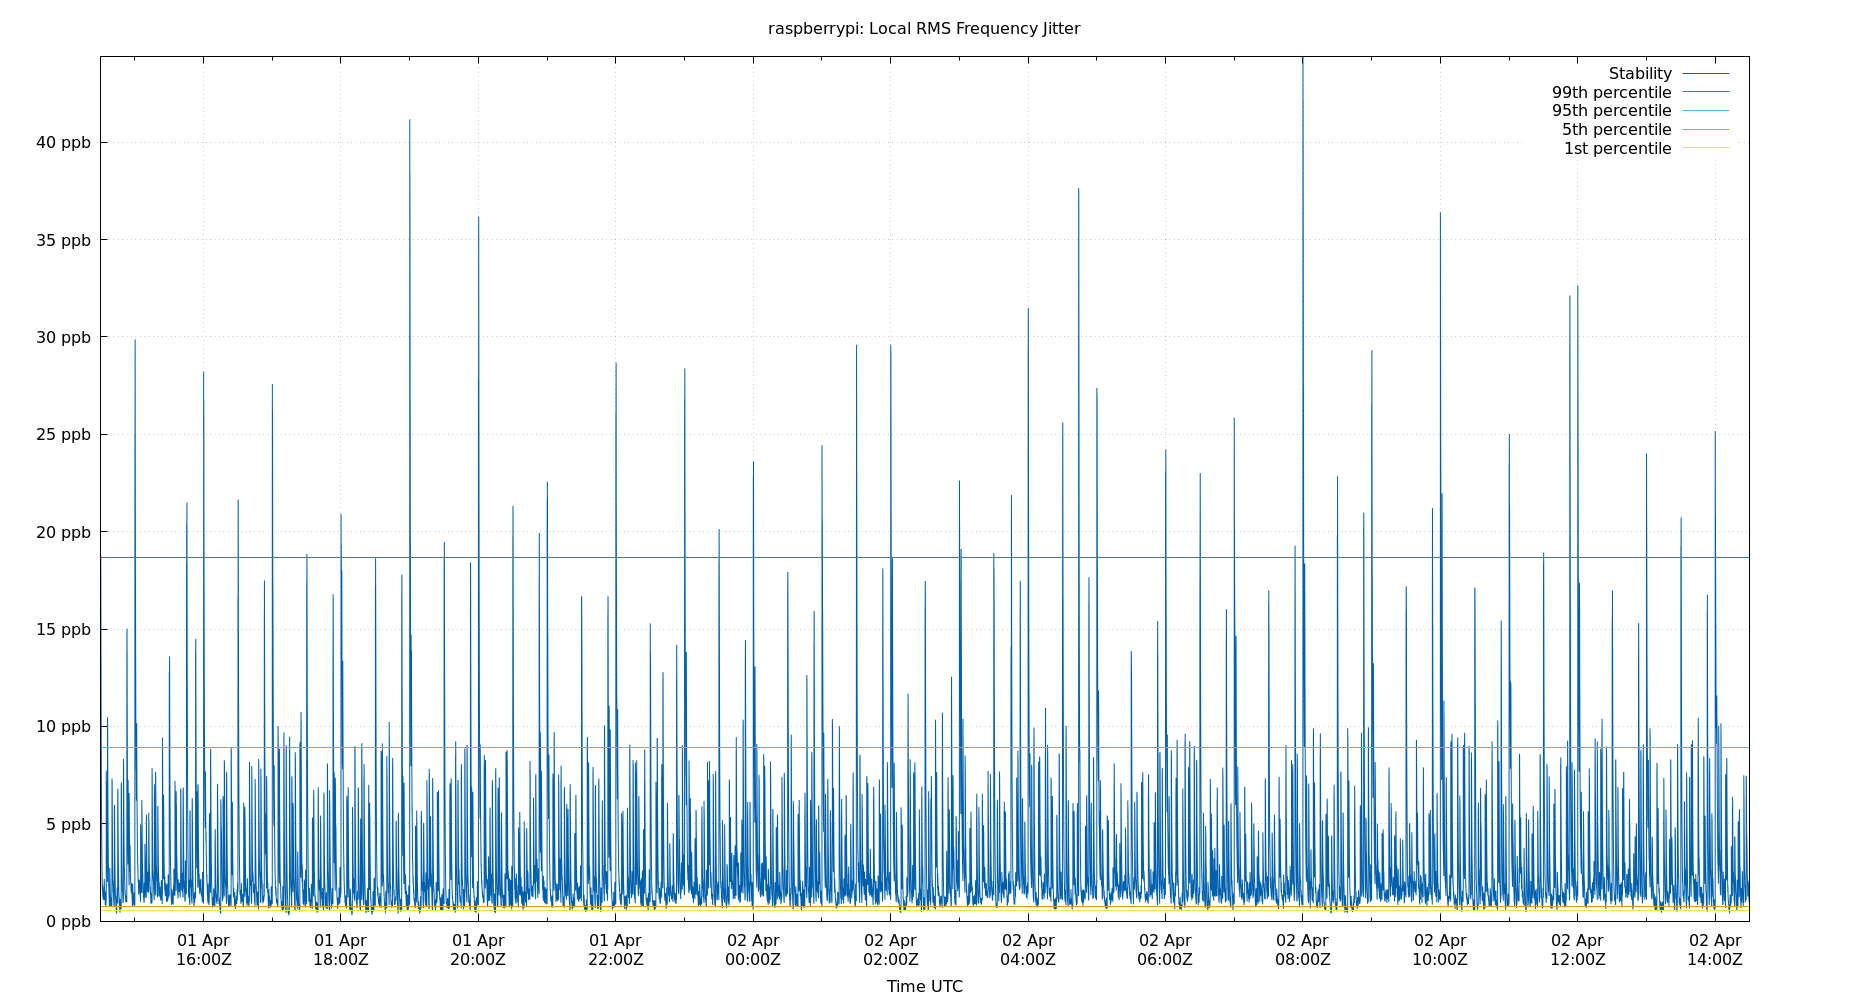 raspberrypi: Local RMS Frequency Jitter
Stability
99th percentile
95th percentile
5th percentile
1st percentile
40 ppb
35 ppb
30 ppb
25 ppb
20 ppb
15 ppb
10 ppb
5 ppb
0 ppb
01 Apr 01 Apr 01 Apr 01 Apr 02 Apr 02 Apr 02 Apr 02 Apr 02 Apr 02 Apr 02 Apr 02 Apr
16:00Z 18:00Z 20:00Z 22:00Z 00:00Z 02:00Z 04:00Z 06:00Z 08:00Z 10:00Z 12:00Z 14:00Z
Time UTC